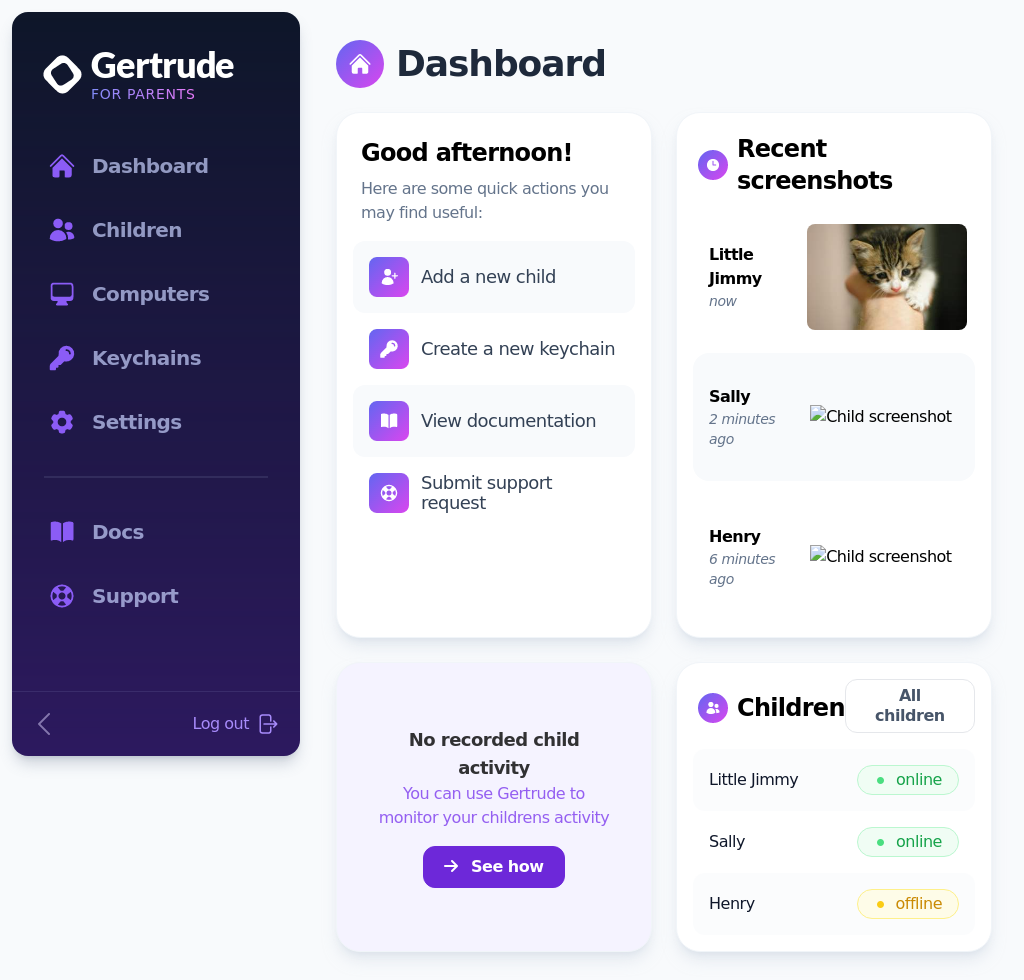 Gertrude
FOR PARENTS
Dashboard
Children
Computers
Keychains
Settings
Docs
Support
Log out
Dashboard
Good afternoon!
Here are some quick actions you
may find useful:
Add a new child
Create a new keychain
View documentation
Submit support
request
Recent
screenshots
Little
Jimmy
now
Sally
2 minutes
ago
Child screenshot
Henry
6 minutes
ago
Child screenshot
No recorded child
activity
You can use Gertrude to
monitor your childrens activity
See how
Children
All
children
Little Jimmy
online
Sally
online
Henry
offline